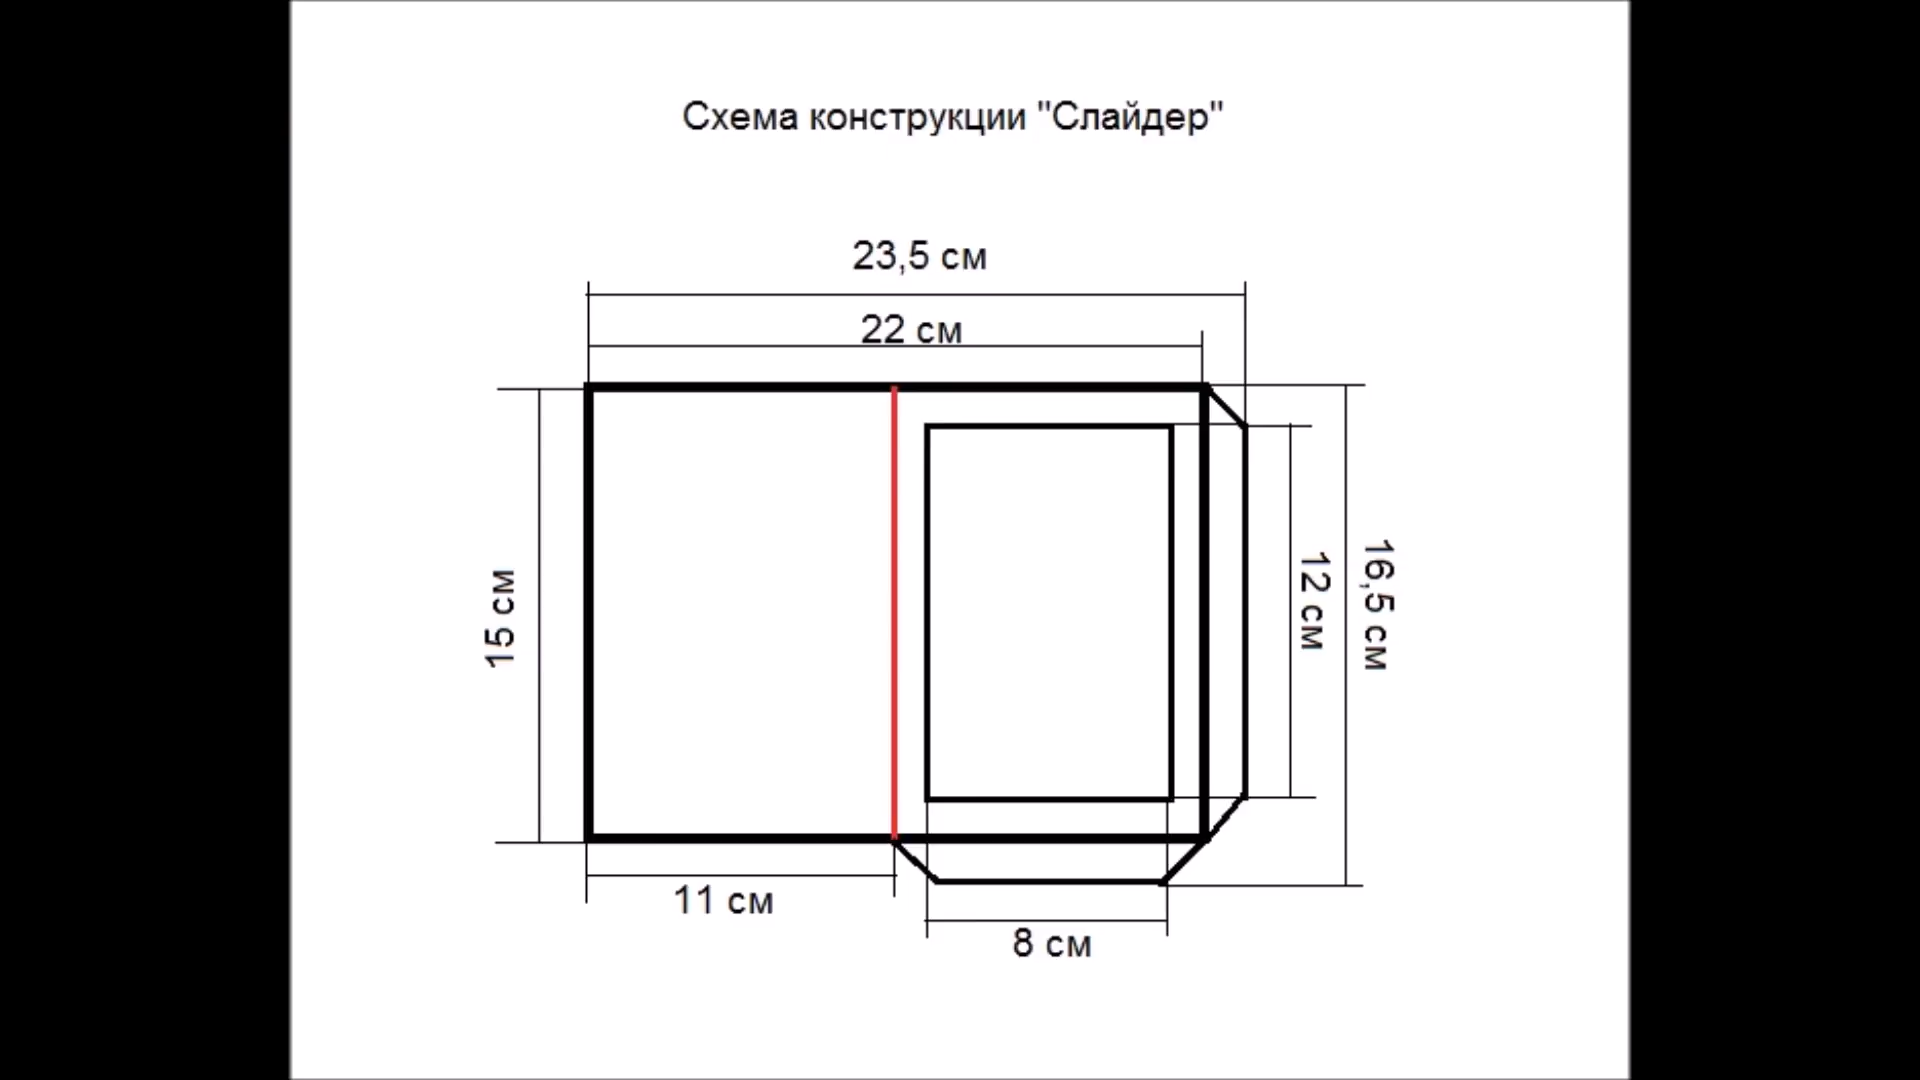 Схема конструкции "Слайдер"
23,5 см
22 см
15 см
12 см
16,5 см
11 см
8 см